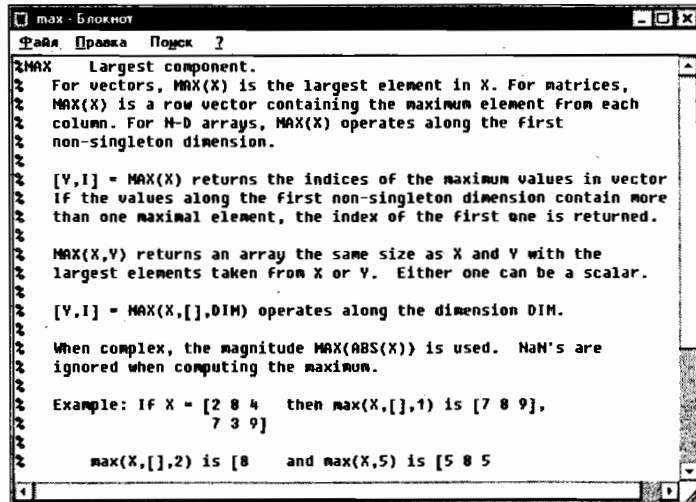 max - Блокнот
Файл Правка Поиск ?
%MAX Largest component.
% For vectors, MAX(X) is the largest element in X. For matrices,
% MAX(X) is a row vector containing the maximum element from each
% column. For N-D arrays, MAX(X) operates along the first
% non-singleton dimension.
%
% [Y,I] = MAX(X) returns the indices of the maximum values in vector
% If the values along the first non-singleton dimension contain more
% than one maximal element, the index of the first one is returned.
%
% MAX(X,Y) returns an array the same size as X and Y with the
% largest elements taken from X or Y. Either one can be a scalar.
%
% [Y,I] = MAX(X,[],DIM) operates along the dimension DIM.
%
% When complex, the magnitude MAX(ABS(X)) is used. NaN's are
% ignored when computing the maximum.
%
% Example: If X = [2 8 4 then max(X,[],1) is [7 8 9],
% 7 3 9]
%
% max(X,[],2) is [8 and max(X,5) is [5 8 5